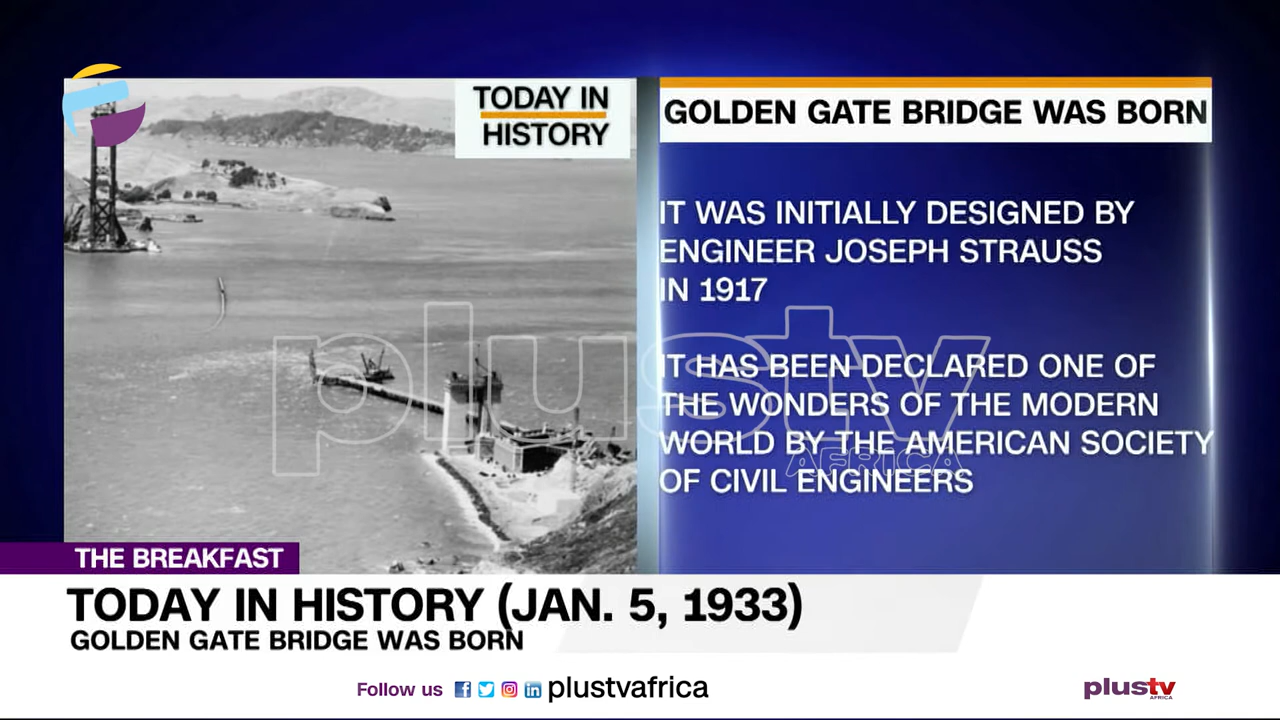 TODAY IN
HISTORY
GOLDEN GATE BRIDGE WAS BORN
IT WAS INITIALLY DESIGNED BY
ENGINEER JOSEPH STRAUSS
IN 1917
IT HAS BEEN DECLARED ONE OF
THE WONDERS OF THE MODERN
WORLD BY THE AMERICAN SOCIETY
OF CIVIL ENGINEERS
plustv
AFRICA
THE BREAKFAST
TODAY IN HISTORY (JAN. 5, 1933)
GOLDEN GATE BRIDGE WAS BORN
Follow us plustvafrica
plustv
AFRICA